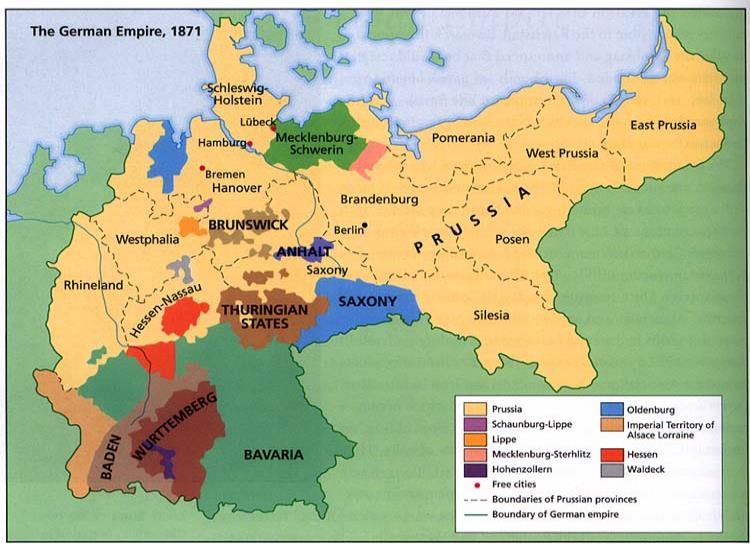 The German Empire, 1871
Schleswig-
Holstein
Lübeck
Hamburg
Mecklenburg-
Schwerin
Pomerania
East Prussia
West Prussia
Bremen
Hanover
Brandenburg
PRUSSIA
BRUNSWICK
Berlin
Westphalia
ANHALT
Posen
Saxony
Rhineland
Hessen-Nassau
THURINGIAN
STATES
SAXONY
Silesia
WURTTEMBERG
BADEN
BAVARIA
Prussia
Schaunburg-Lippe
Lippe
Mecklenburg-Sterhlitz
Hohenzollern
Free cities
Boundaries of Prussian provinces
Boundary of German empire
Oldenburg
Imperial Territory of
Alsace Lorraine
Hessen
Waldeck